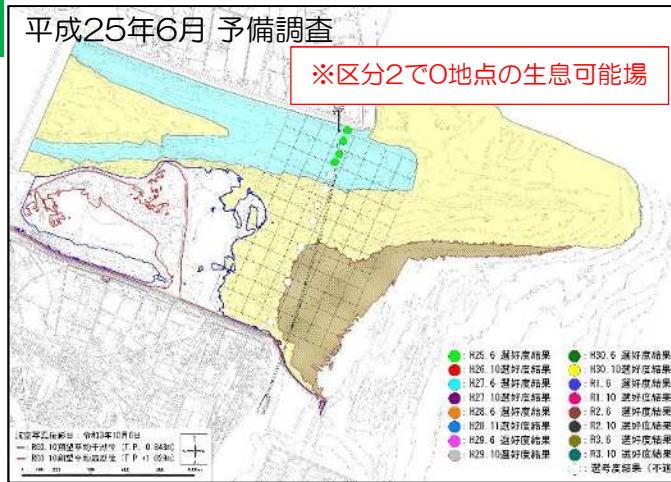 平成25年6月 予備調査
※区分2で0地点の生息可能場
H25.6 選好度結果
H26.10選好度結果
H27.6 選好度結果
H27.10選好度結果
H28.6 選好度結果
H28.11選好度結果
H29.6 選好度結果
H29.10選好度結果
H30.6 選好度結果
H30.10選好度結果
R1.6 選好度結果
R1.10 選好度結果
R2.6 選好度結果
R2.10 選好度結果
R3.6 選好度結果
R3.10 選好度結果